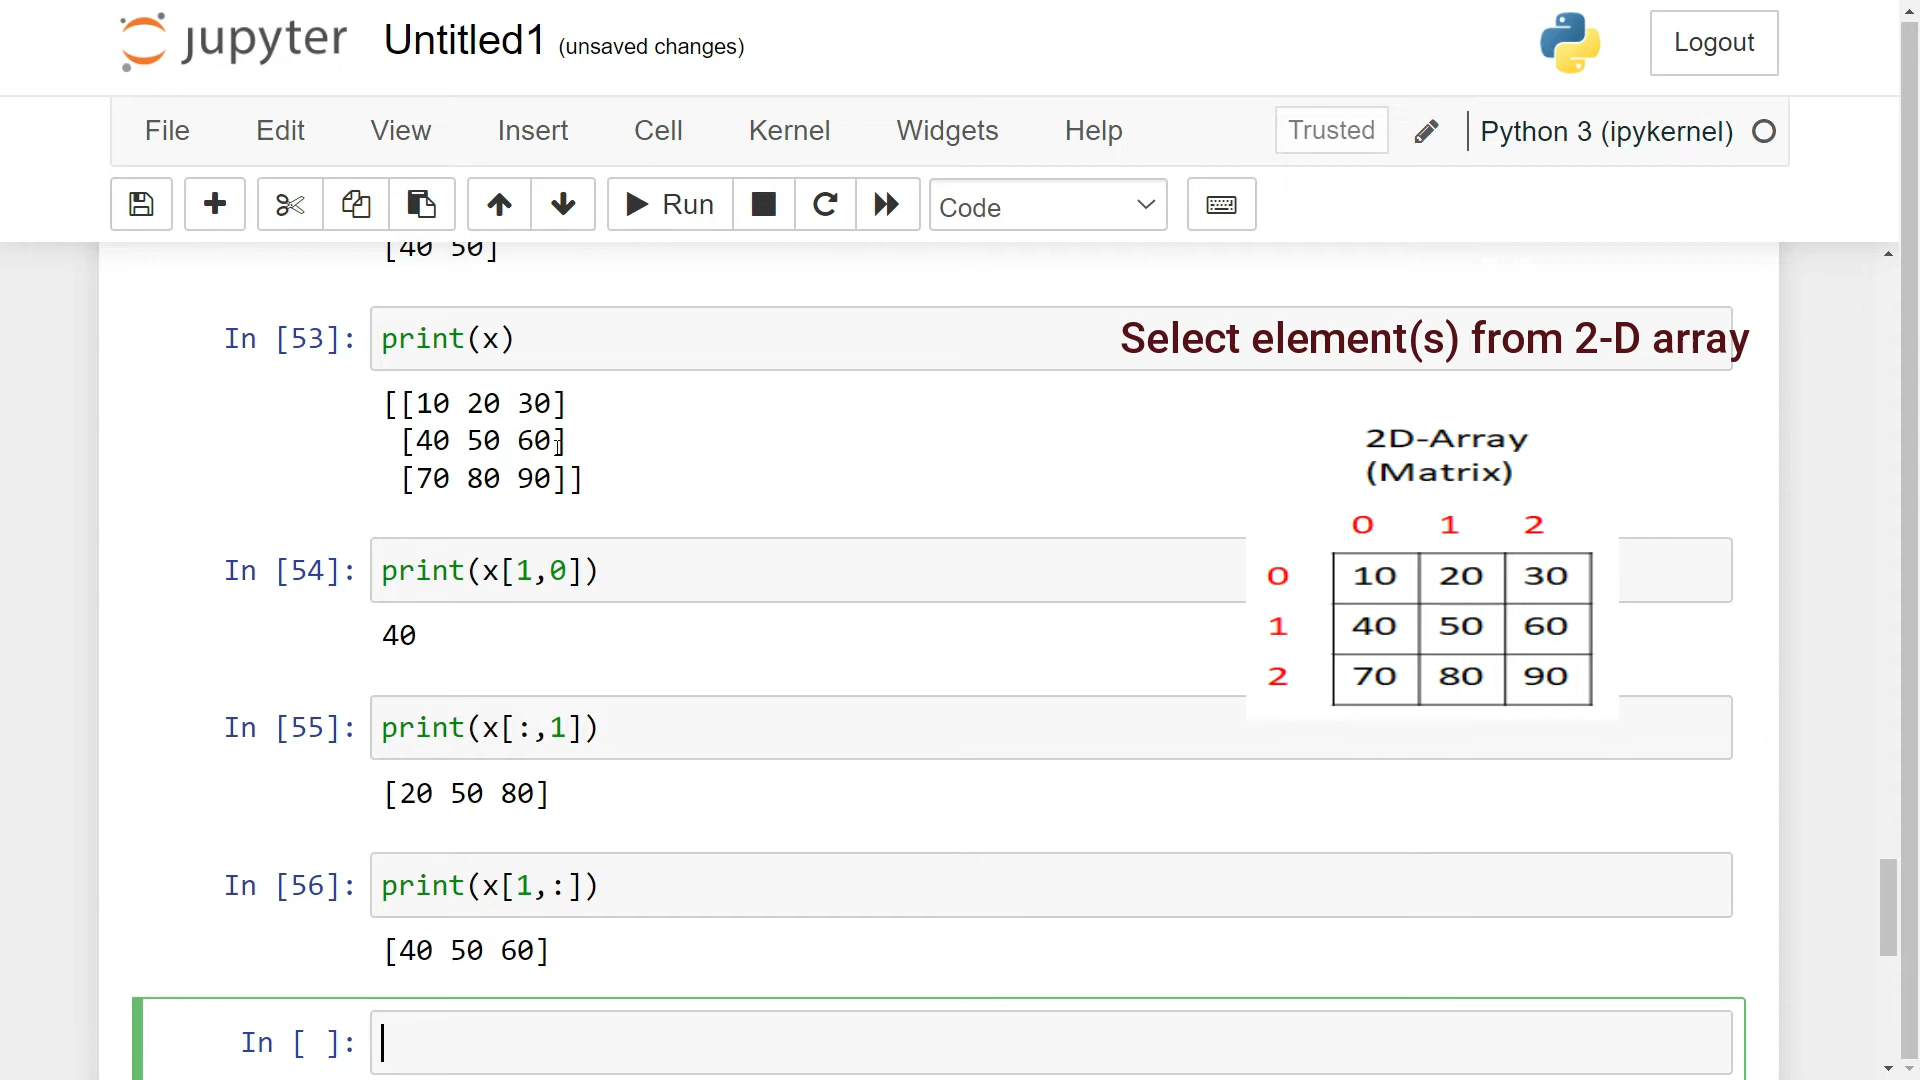 jupyter Untitled1 (unsaved changes)
Logout
File Edit View Insert Cell Kernel Widgets Help
Trusted
Python 3 (ipykernel)
Run
Code
[40 50]
In [53]: print(x)
Select element(s) from 2-D array
[[10 20 30]
[40 50 60]
[70 80 90]]
2D-Array
(Matrix)
0 1 2
0 10 20 30
1 40 50 60
2 70 80 90
In [54]: print(x[1,0])
40
In [55]: print(x[:,1])
[20 50 80]
In [56]: print(x[1,:])
[40 50 60]
In [ ]: